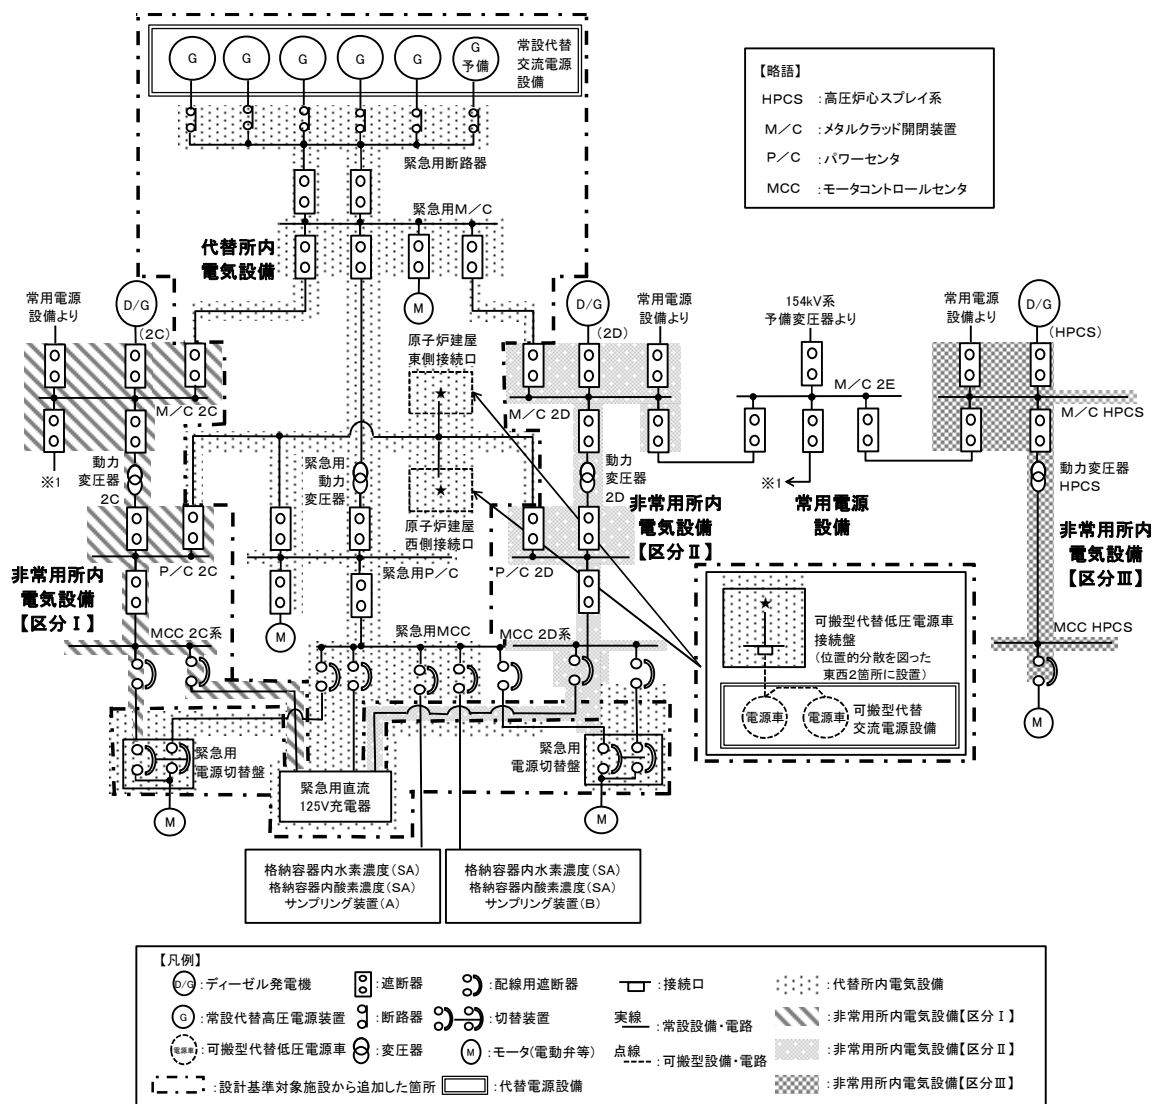 G
G
G
G
G
G
予備
常設代替
交流電源
設備
緊急用断路器
緊急用M/C
代替所内
電気設備
【略語】
HPCS :高圧炉心スプレイ系
M/C :メタルクラッド開閉装置
P/C :パワーセンタ
MCC :モータコントロールセンタ
常用電源
設備より
D/G
(2C)
M
原子炉建屋
東側接続口
★
D/G
(2D)
常用電源
設備より
154kV系
予備変圧器より
常用電源
設備より
D/G
(HPCS)
M/C 2C
M/C 2D
M/C 2E
M/C HPCS
※1
動力
変圧器
2C
緊急用
動力
変圧器
★
原子炉建屋
西側接続口
動力
変圧器
2D
非常用所内
電気設備
【区分Ⅱ】
※1
常用電源
設備
動力変圧器
HPCS
非常用所内
電気設備
【区分Ⅲ】
P/C 2C
緊急用P/C
P/C 2D
非常用所内
電気設備
【区分Ⅰ】
M
MCC 2C系
緊急用MCC
MCC 2D系
MCC HPCS
★
可搬型代替低圧電源車
接続盤
(位置的分散を図った
東西2箇所に設置)
電源車
電源車
可搬型代替
交流電源設備
M
緊急用
電源切替盤
緊急用
電源切替盤
緊急用直流
125V充電器
M
M
格納容器内水素濃度(SA)
格納容器内酸素濃度(SA)
サンプリング装置(A)
格納容器内水素濃度(SA)
格納容器内酸素濃度(SA)
サンプリング装置(B)
【凡例】
D/G :ディーゼル発電機
:遮断器
:配線用遮断器
:接続口
:代替所内電気設備
G :常設代替高圧電源装置
:断路器
:切替装置
実線 :常設設備・電路
:非常用所内電気設備【区分Ⅰ】
電源車 :可搬型代替低圧電源車
:変圧器
M :モータ(電動弁等)
点線 :可搬型設備・電路
:非常用所内電気設備【区分Ⅱ】
:設計基準対象施設から追加した箇所
:代替電源設備
:非常用所内電気設備【区分Ⅲ】